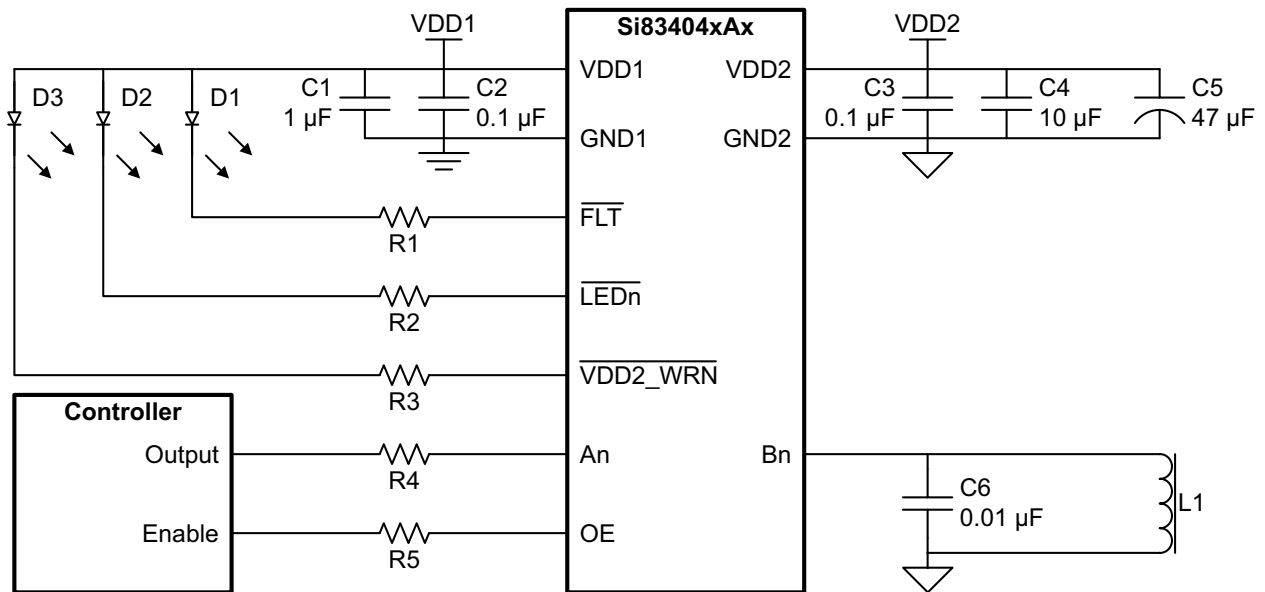 VDD1
Si83404xAx
VDD2
VDD1
VDD2
D3
D2
D1
C1
1 µF
C2
0.1 µF
C3
0.1 µF
C4
10 µF
C5
47 µF
GND1
GND2
FLT
R1
LEDn
R2
VDD2_WRN
R3
Controller
Output
R4
An
Bn
C6
0.01 µF
L1
Enable
R5
OE